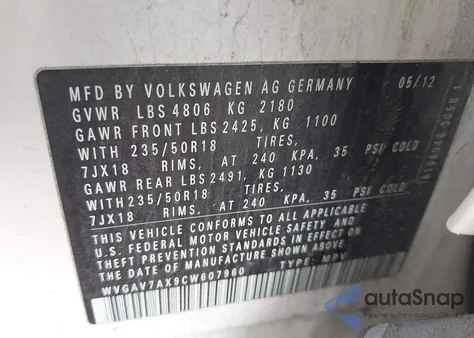 MFD BY VOLKSWAGEN AG GERMANY 05/12
GVWR LBS 4806 KG 2180
GAWR FRONT LBS 2425, KG 1100
WITH 235/50R18 TIRES,
7JX18 RIMS, AT 240 KPA, 35 PSI COLD
GAWR REAR LBS 2491, KG 1130
WITH 235/50R18 TIRES,
7JX18 RIMS, AT 240 KPA, 35 PSI COLD
THIS VEHICLE CONFORMS TO ALL APPLICABLE
U.S. FEDERAL MOTOR VEHICLE SAFETY
THEFT PREVENTION STANDARDS IN EFFECT
ON THE DATE OF MANUFACTURE SHOWN ABOVE.
WVGAV7AX9CW607960 TYPE: MPV
autoSnap